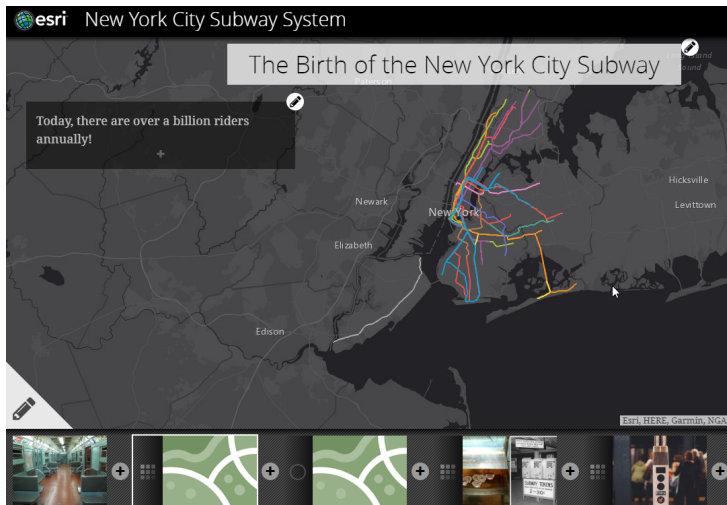 esri New York City Subway System
The Birth of the New York City Subway
Paterson
Today, there are over a billion riders
annually!
Hicksville
Newark
Levittown
New York
Elizabeth
Edison
Esri, HERE, Garmin, NGA